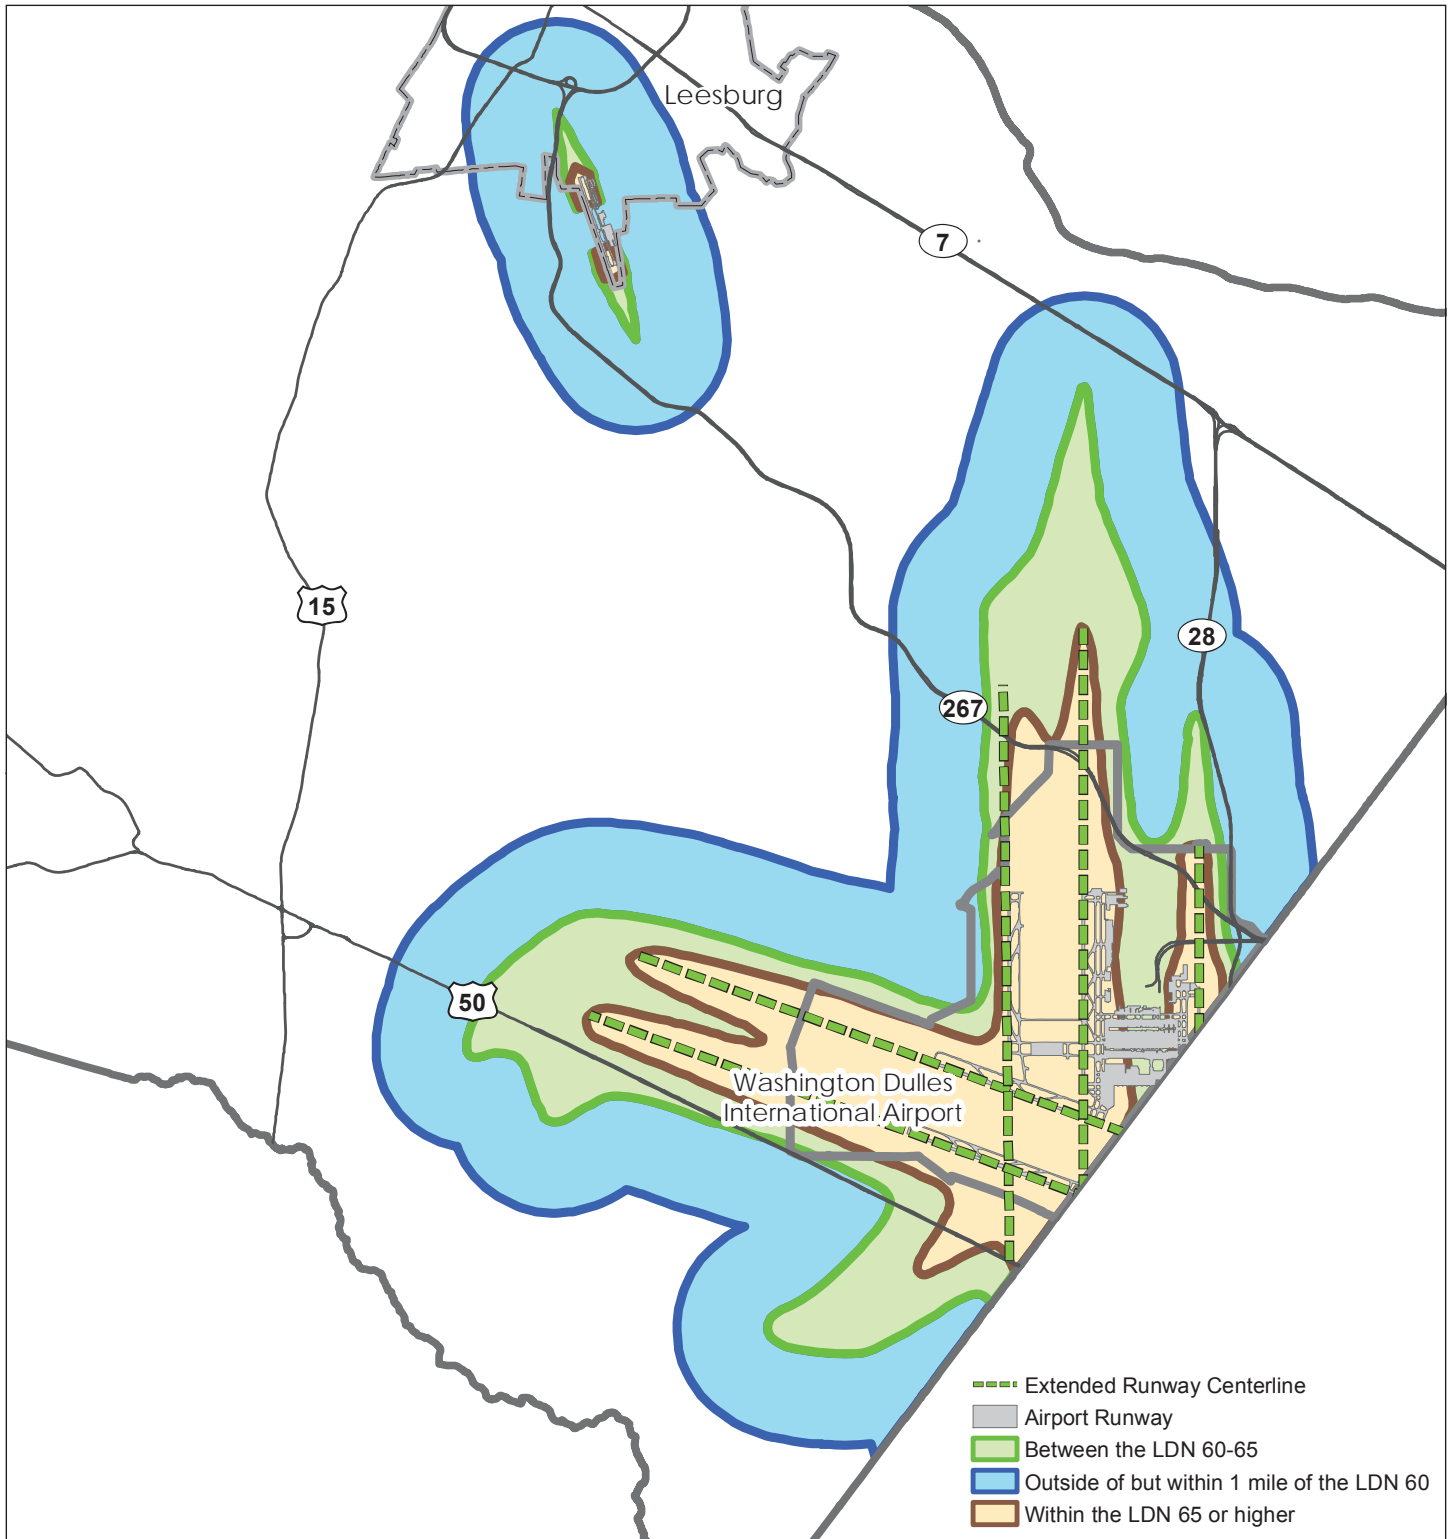 Leesburg
7
15
28
267
50
Washington Dulles
International Airport
Extended Runway Centerline
Airport Runway
Between the LDN 60-65
Outside of but within 1 mile of the LDN 60
Within the LDN 65 or higher